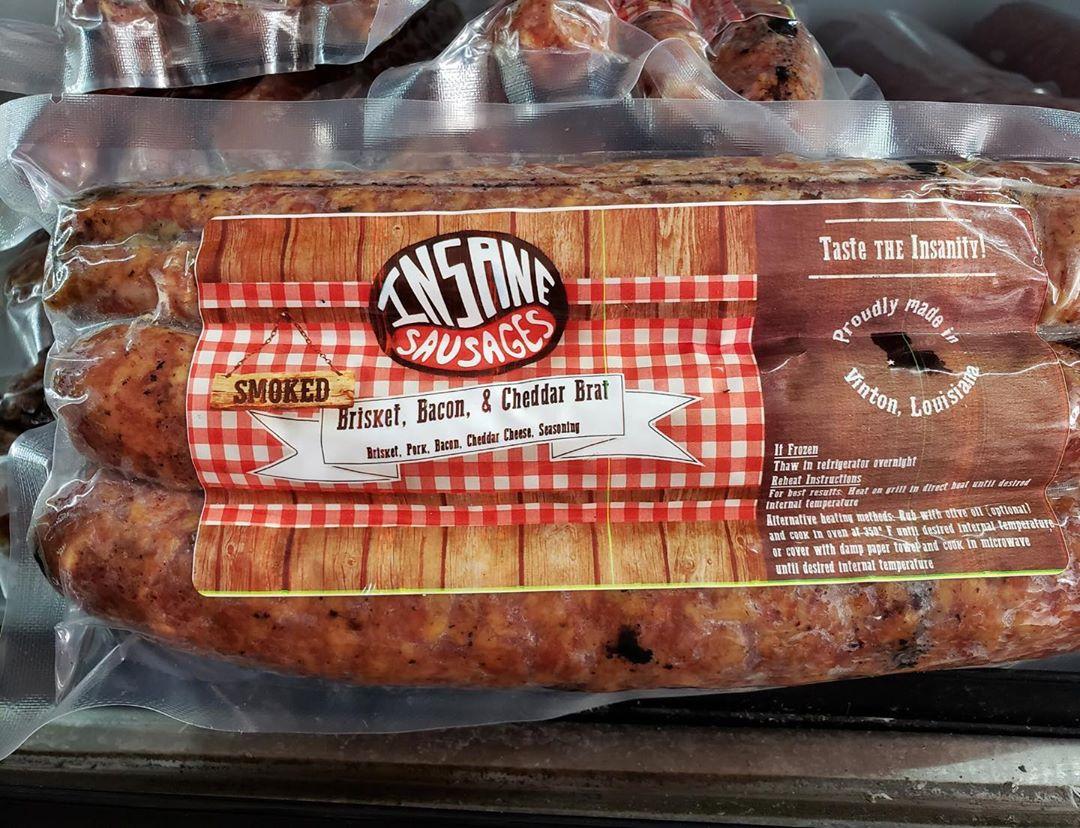 INSANE
SAUSAGES
SMOKED
Brisket, Bacon, & Cheddar Brat
Brisket, Pork, Bacon, Cheddar Cheese, Seasoning
Taste THE Insanity!
Proudly made in
Vinton, Louisiana
If Frozen
Thaw in refrigerator overnight
Reheat Instructions
For best results: Heat on grill in direct heat until desired
internal temperature
Alternative heating methods: Rub with olive oil (optional)
and cook in oven at 350° F until desired internal temperature
or cover with damp paper towel and cook in microwave
until desired internal temperature